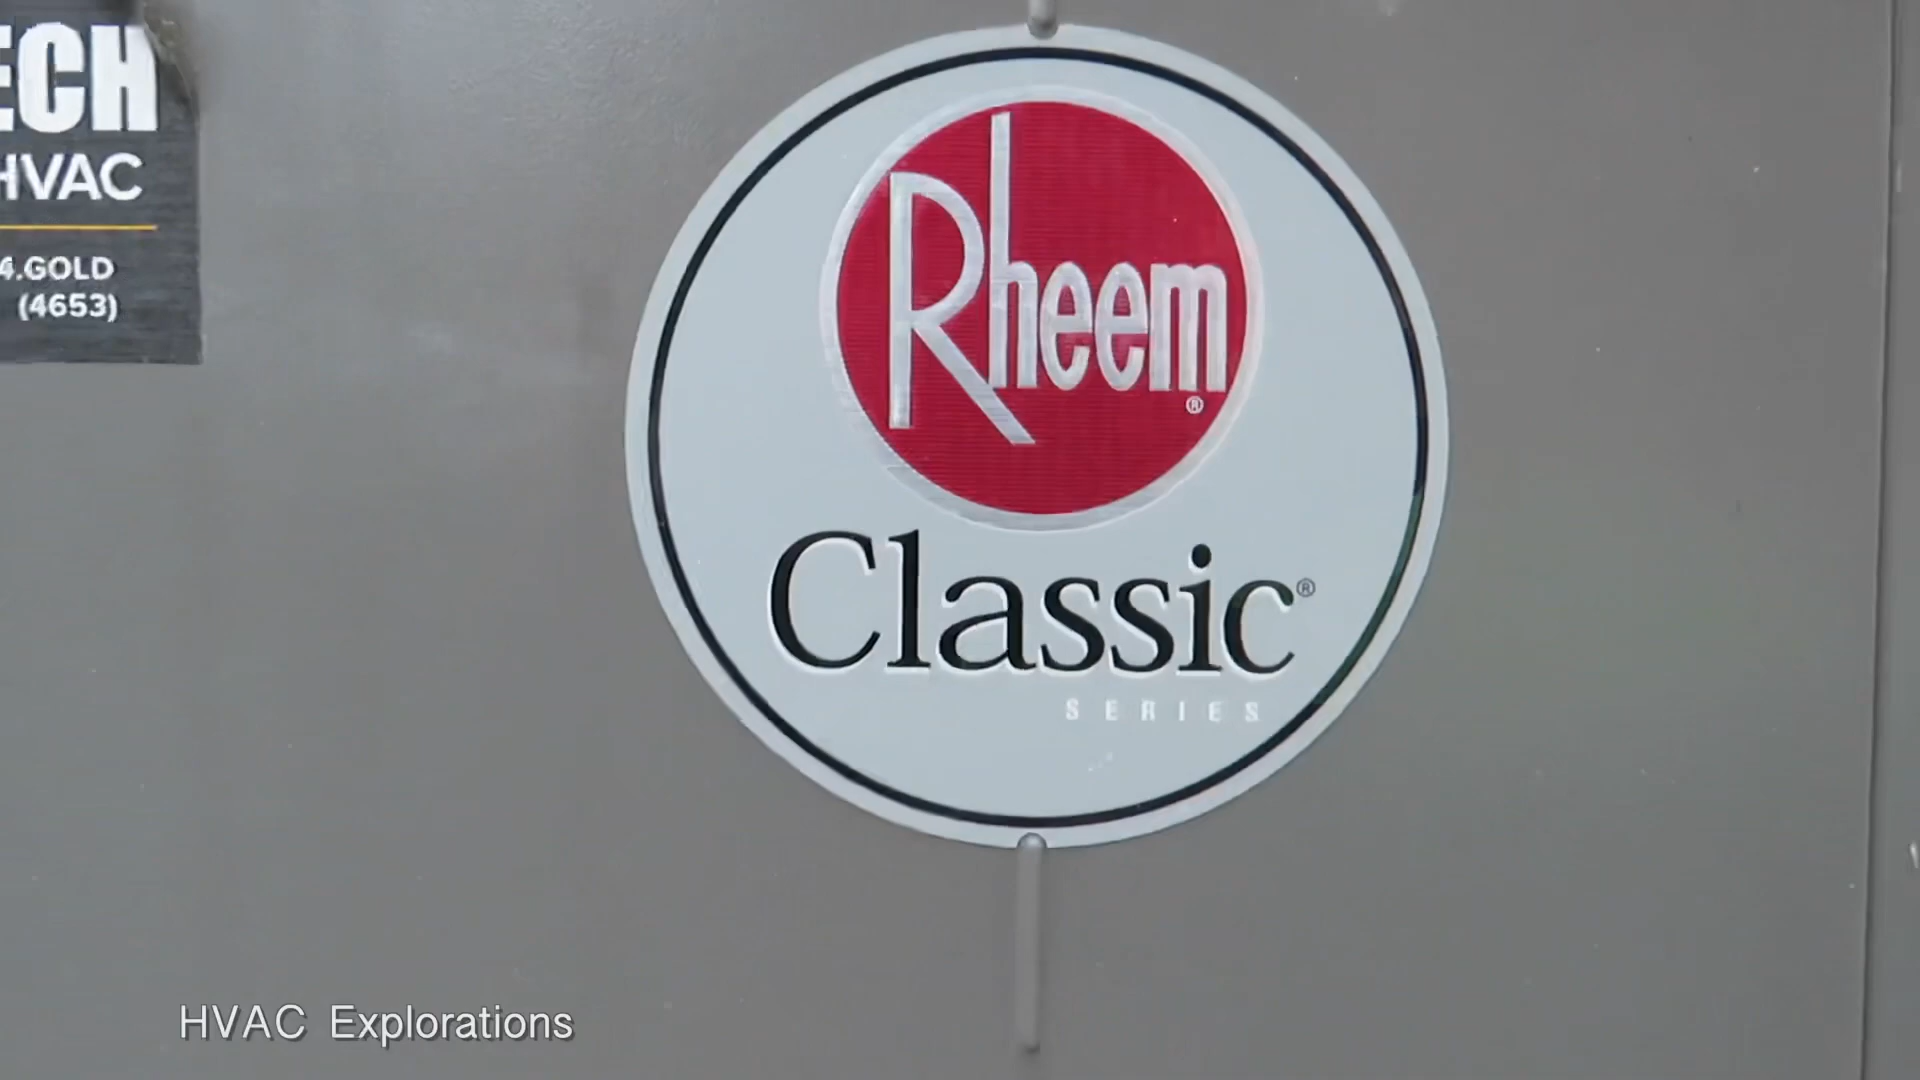 ECH
HVAC
4.GOLD
(4653)
Rheem®
Classic®
SERIES
HVAC Explorations